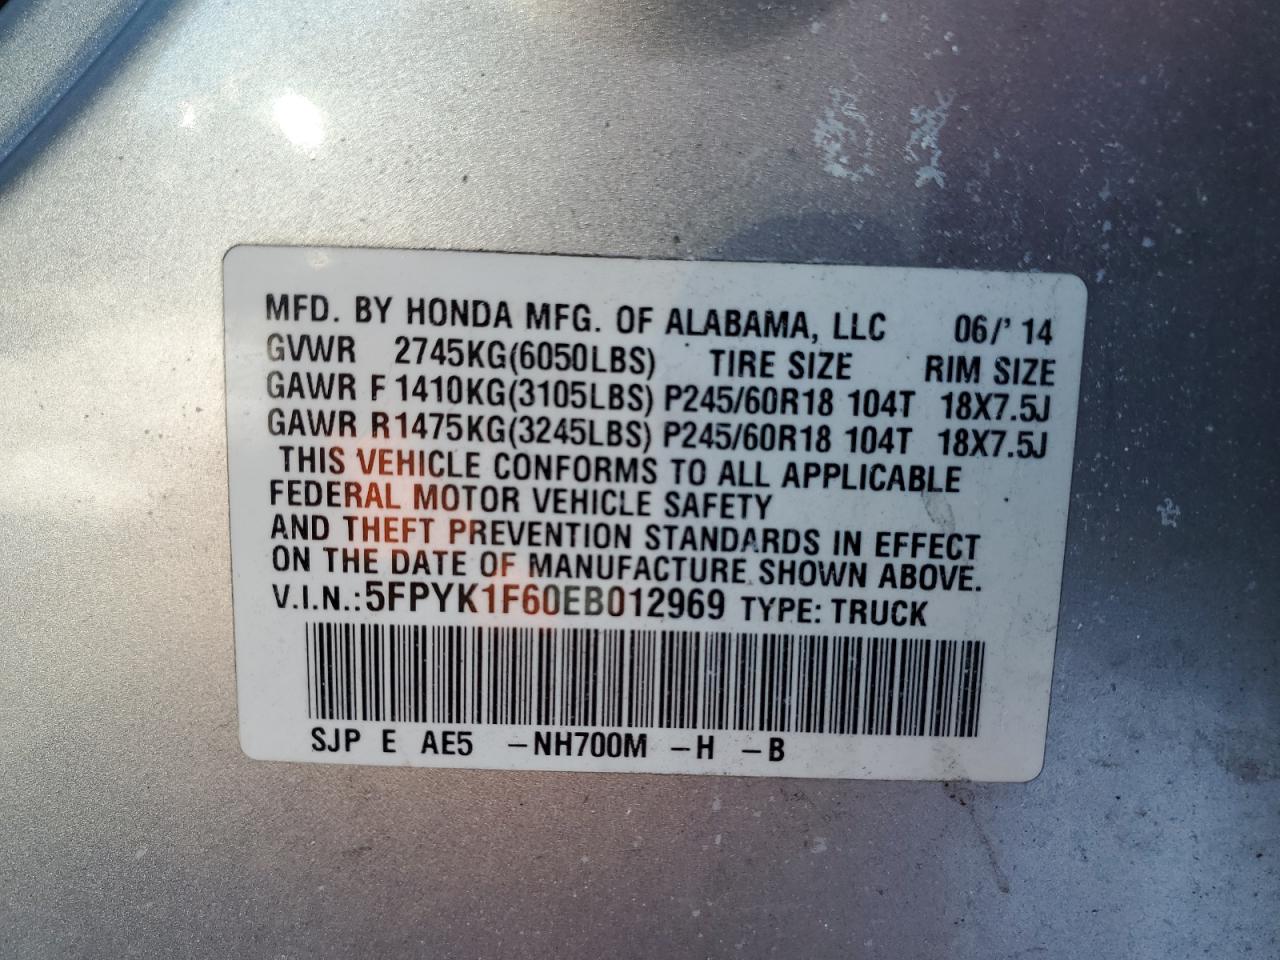 MFD. BY HONDA MFG. OF ALABAMA, LLC 06/' 14
GVWR 2745KG(6050LBS) TIRE SIZE RIM SIZE
GAWR F 1410KG(3105LBS) P245/60R18 104T 18X7.5J
GAWR R1475KG(3245LBS) P245/60R18 104T 18X7.5J
THIS VEHICLE CONFORMS TO ALL APPLICABLE
FEDERAL MOTOR VEHICLE SAFETY
AND THEFT PREVENTION STANDARDS IN EFFECT
ON THE DATE OF MANUFACTURE SHOWN ABOVE.
V.I.N.:5FPYK1F60EB012969 TYPE: TRUCK
SJP E AE5 -NH700M -H -B